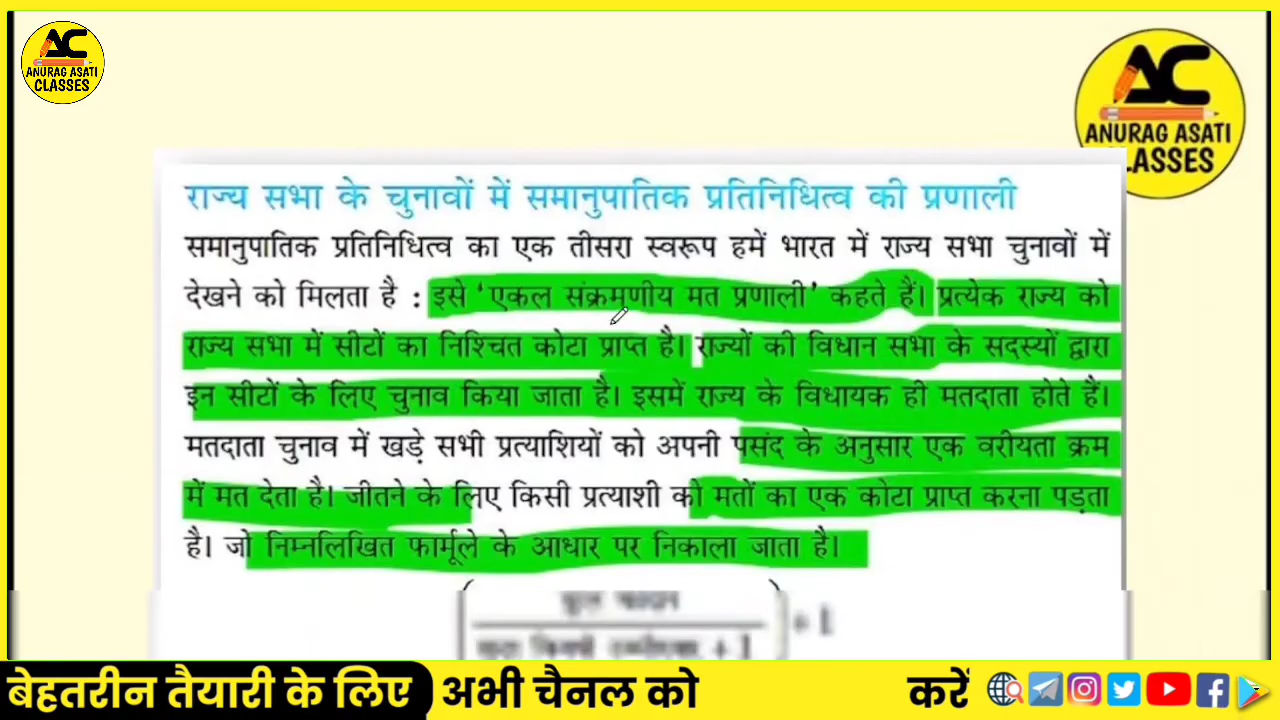 AC
ANURAG ASATI
CLASSES
AC
ANURAG ASATI
CLASSES
राज्य सभा के चुनावों में समानुपातिक प्रतिनिधित्व की प्रणाली
समानुपातिक प्रतिनिधित्व का एक तीसरा स्वरूप हमें भारत में राज्य सभा चुनावों में
देखने को मिलता है : इसे ‘एकल संक्रमणीय मत प्रणाली’ कहते हैं। प्रत्येक राज्य को
राज्य सभा में सीटों का निश्चित कोटा प्राप्त है। राज्यों की विधान सभा के सदस्यों द्वारा
इन सीटों के लिए चुनाव किया जाता है। इसमें राज्य के विधायक ही मतदाता होते हैं।
मतदाता चुनाव में खड़े सभी प्रत्याशियों को अपनी पसंद के अनुसार एक वरीयता क्रम
में मत देता है। जीतने के लिए किसी प्रत्याशी को मतों का एक कोटा प्राप्त करना पड़ता
है। जो निम्नलिखित फार्मूले के आधार पर निकाला जाता है।
+ 1
+ 1
बेहतरीन तैयारी के लिए अभी चैनल को करें